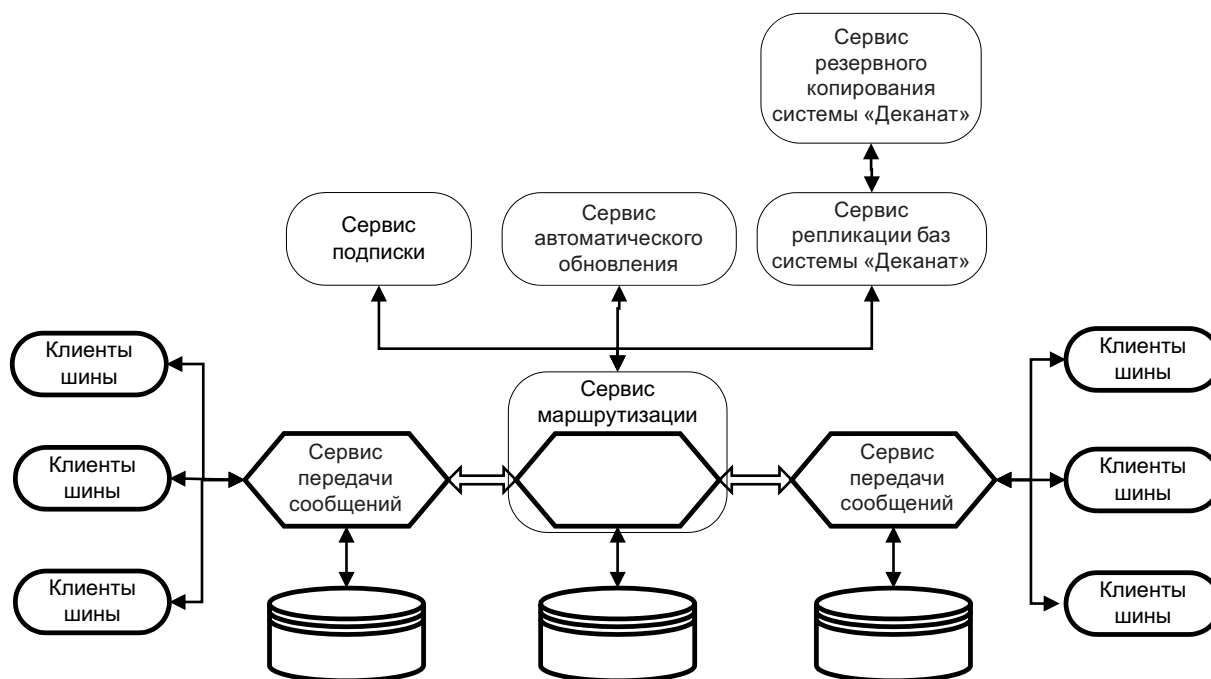 Сервис
резервного
копирования
системы «Деканат»
Сервис
подписки
Сервис
автоматического
обновления
Сервис
репликации баз
системы «Деканат»
Клиенты
шины
Сервис
маршрутизации
Клиенты
шины
Клиенты
шины
Сервис
передачи
сообщений
Сервис
передачи
сообщений
Клиенты
шины
Клиенты
шины
Клиенты
шины